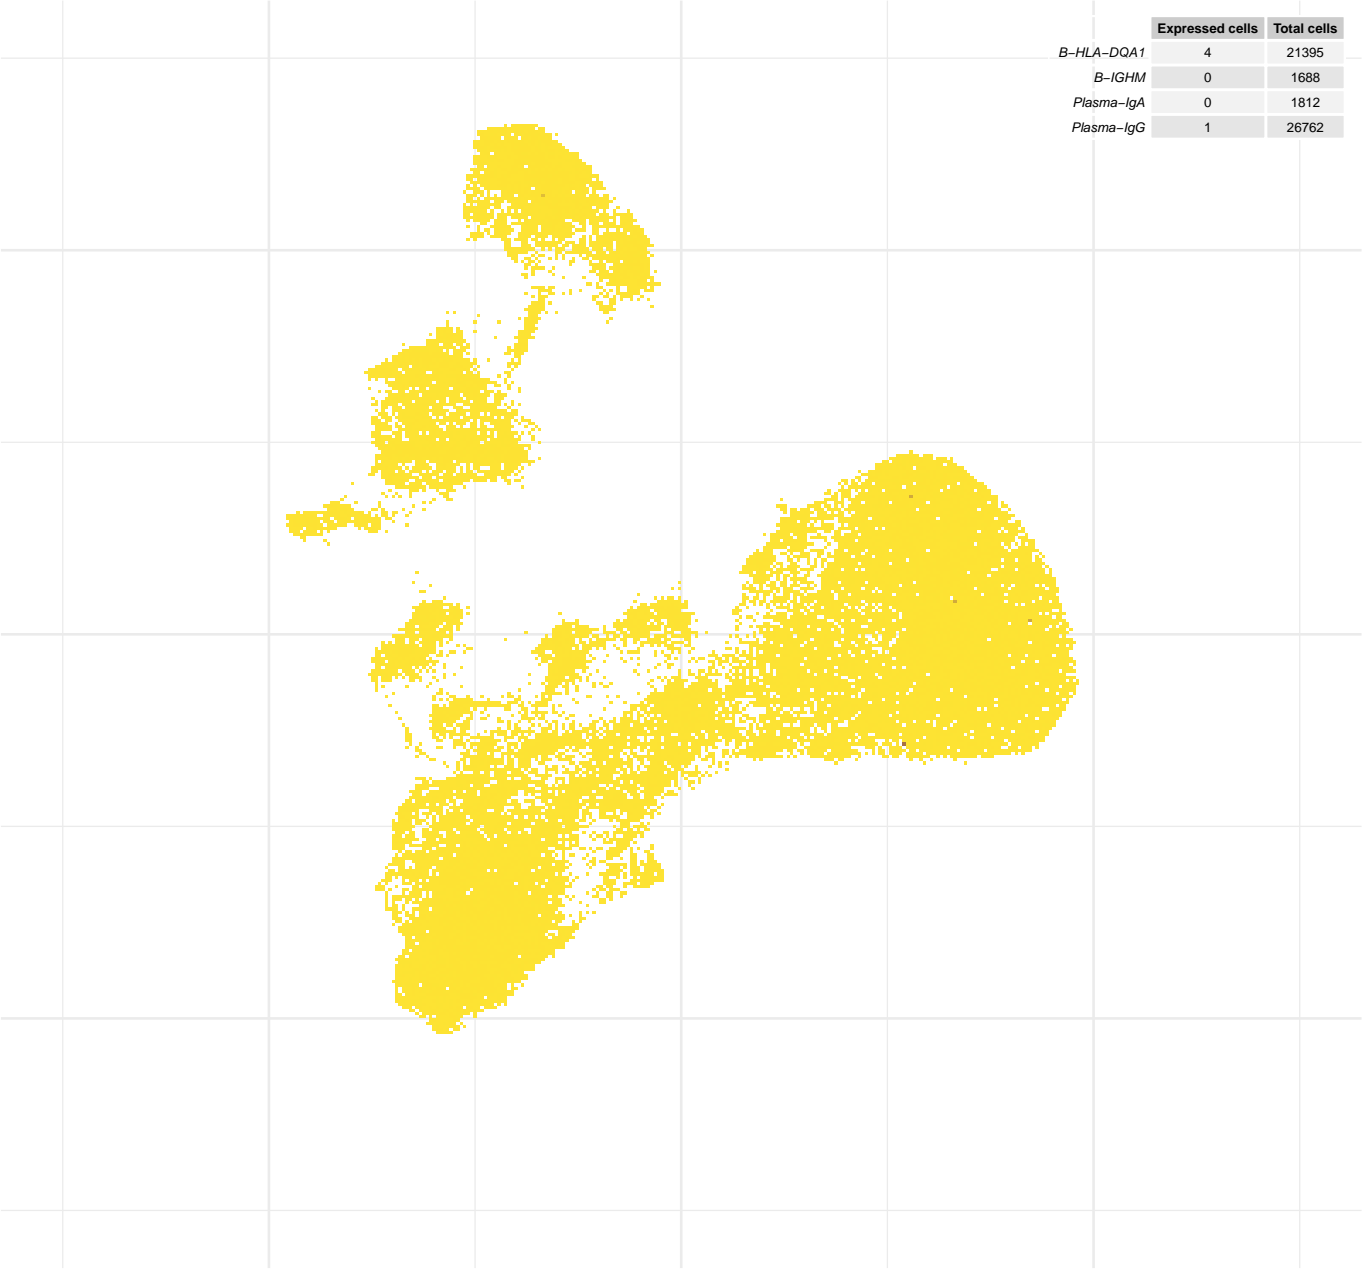 Expressed cells Total cells
B−HLA−DQA1 4 21395
B−IGHM 0 1688
Plasma−IgA 0 1812
Plasma−IgG 1 26762